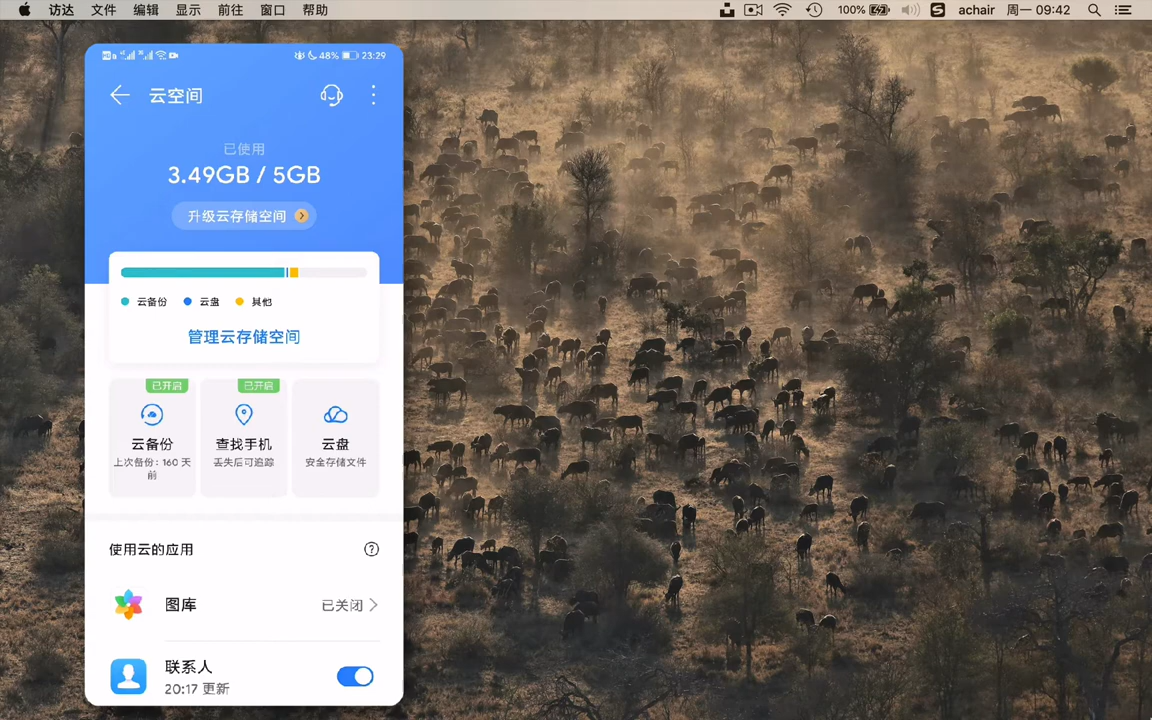 访达 文件 编辑 显示 前往 窗口 帮助 100% achair 周一 09:42
48% 23:29
云空间
已使用
3.49GB / 5GB
升级云存储空间
云备份 云盘 其他
管理云存储空间
已开启 已开启
云备份 查找手机 云盘
上次备份：160 天前 丢失后可追踪 安全存储文件
使用云的应用
图库 已关闭
联系人
20:17 更新